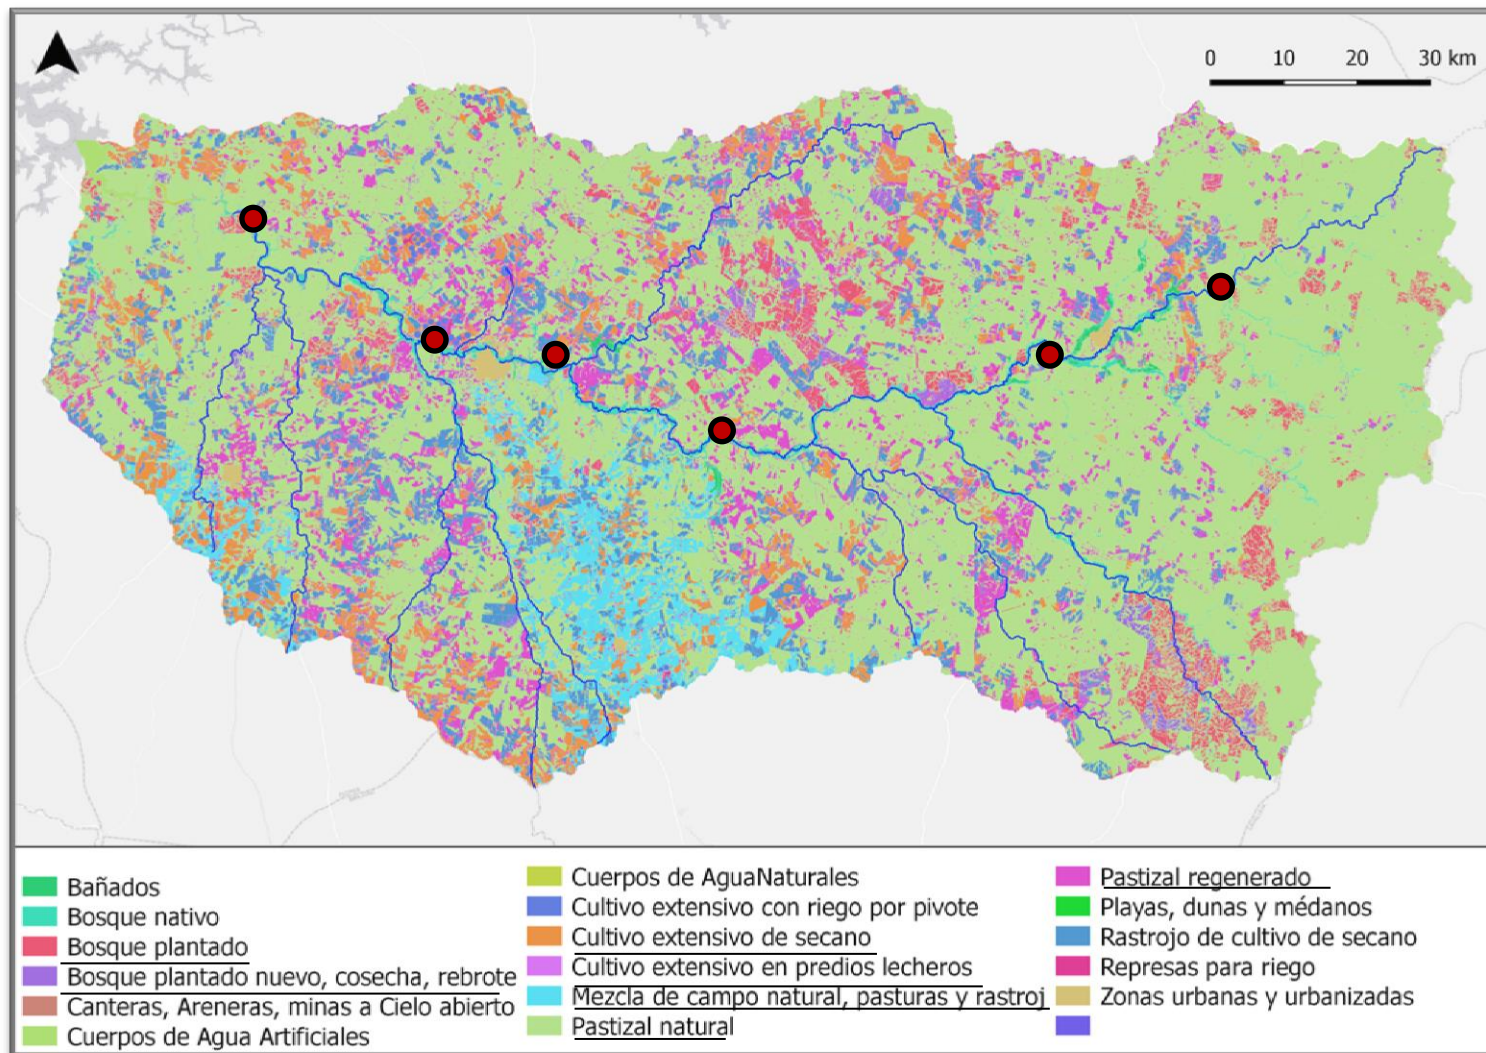 0 10 20 30 km
Bañados
Bosque nativo
Bosque plantado
Bosque plantado nuevo, cosecha, rebrote
Canteras, Areneras, minas a Cielo abierto
Cuerpos de Agua Artificiales
Cuerpos de AguaNaturales
Cultivo extensivo con riego por pivote
Cultivo extensivo de secano
Cultivo extensivo en predios lecheros
Mezcla de campo natural, pasturas y rastroj
Pastizal natural
Pastizal regenerado
Playas, dunas y médanos
Rastrojo de cultivo de secano
Represas para riego
Zonas urbanas y urbanizadas